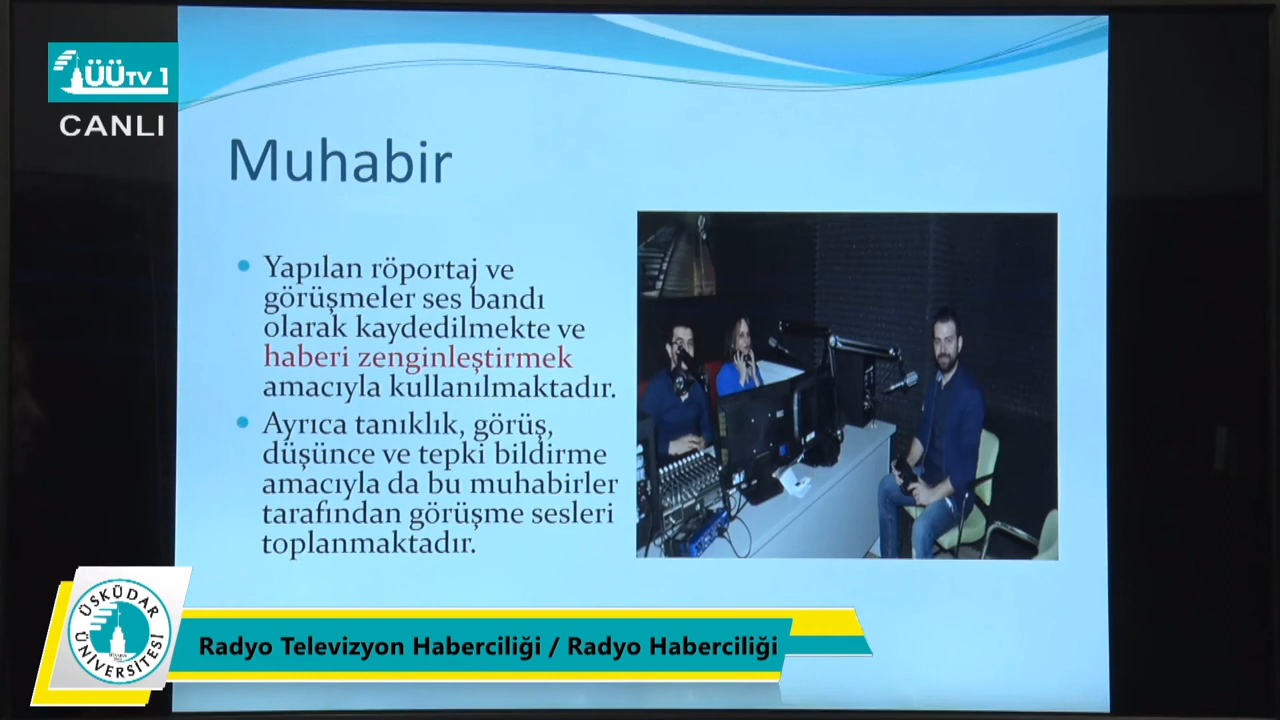 ÜÜTV 1
CANLI
Muhabir
Yapılan röportaj ve
görüşmeler ses bandı
olarak kaydedilmekte ve
haberi zenginleştirmek
amacıyla kullanılmaktadır.
Ayrıca tanıklık, görüş,
düşünce ve tepki bildirme
amacıyla da bu muhabirler
tarafından görüşme sesleri
toplanmaktadır.
ÜSKÜDAR
ÜNİVERSİTESİ
Radyo Televizyon Haberciliği / Radyo Haberciliği